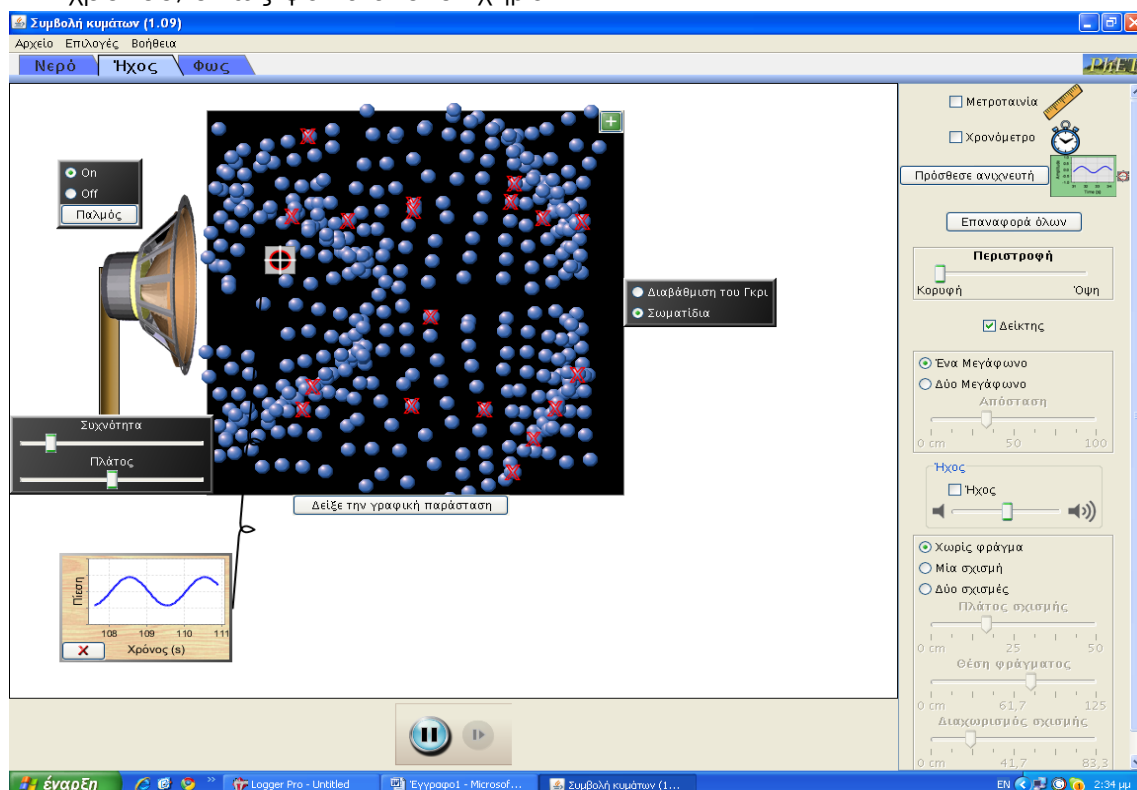 Συμβολή κυμάτων (1.09)
Αρχείο Επιλογές Βοήθεια
Νερό Ήχος Φως
PhET
On
Off
Παλμός
Συχνότητα
Πλάτος
Διαβάθμιση του Γκρι
Σωματίδια
Δείξε την γραφική παράσταση
Πίεση
108 109 110 111
Χρόνος (s)
Μετροταινία
Χρονόμετρο
Πρόσθεσε ανιχνευτή
Επαναφορά όλων
Περιστροφή
Κορυφή Όψη
Δείκτης
Ένα Μεγάφωνο
Δύο Μεγάφωνο
Απόσταση
0 cm 50 100
Ήχος
Ήχος
Χωρίς φράγμα
Μία σχισμή
Δύο σχισμές
Πλάτος σχισμής
0 cm 25 50
Θέση φράγματος
0 cm 61,7 125
Διαχωρισμός σχισμής
0 cm 41,7 83,3
έναρξη
Logger Pro - Untitled
Έγγραφο1 - Microsof...
Συμβολή κυμάτων (1...
EN
2:34 μμ